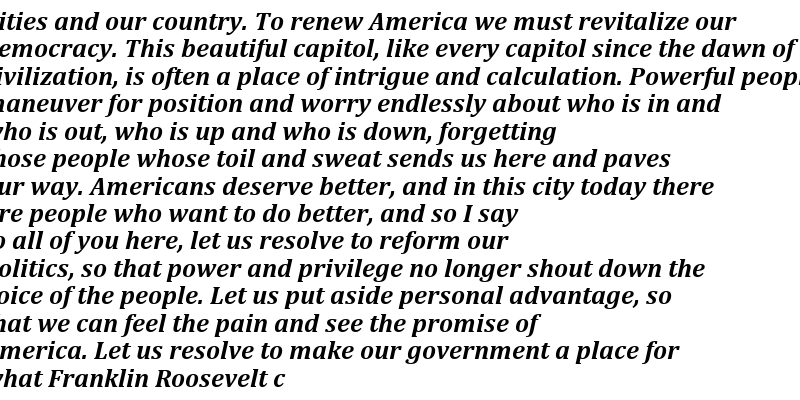 ities and our country. To renew America we must revitalize our
emocracy. This beautiful capitol, like every capitol since the dawn of
ivilization, is often a place of intrigue and calculation. Powerful peopl
maneuver for position and worry endlessly about who is in and
who is out, who is up and who is down, forgetting
hose people whose toil and sweat sends us here and paves
ur way. Americans deserve better, and in this city today there
re people who want to do better, and so I say
o all of you here, let us resolve to reform our
olitics, so that power and privilege no longer shout down the
oice of the people. Let us put aside personal advantage, so
hat we can feel the pain and see the promise of
merica. Let us resolve to make our government a place for
what Franklin Roosevelt c